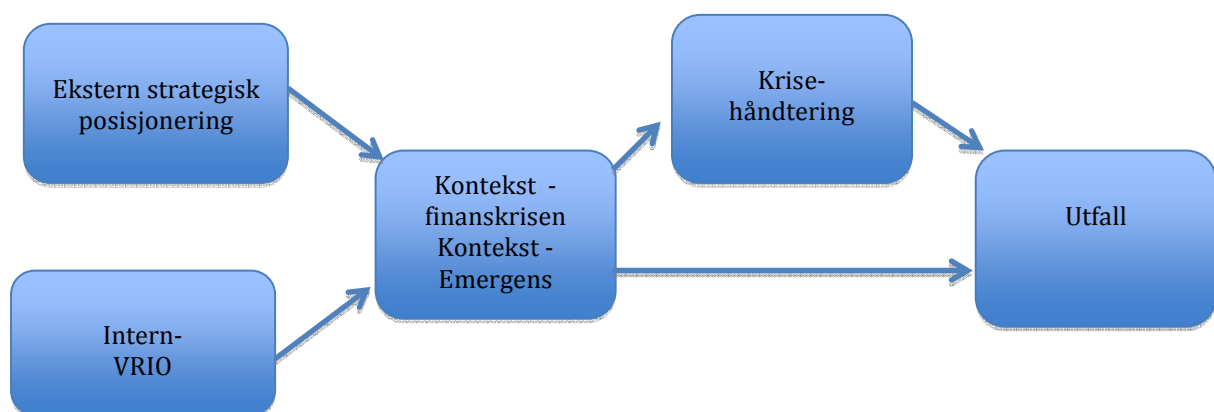 Ekstern strategisk
posisjonering
Intern-
VRIO
Kontekst -
finanskrisen
Kontekst -
Emergens
Krise-
håndtering
Utfall